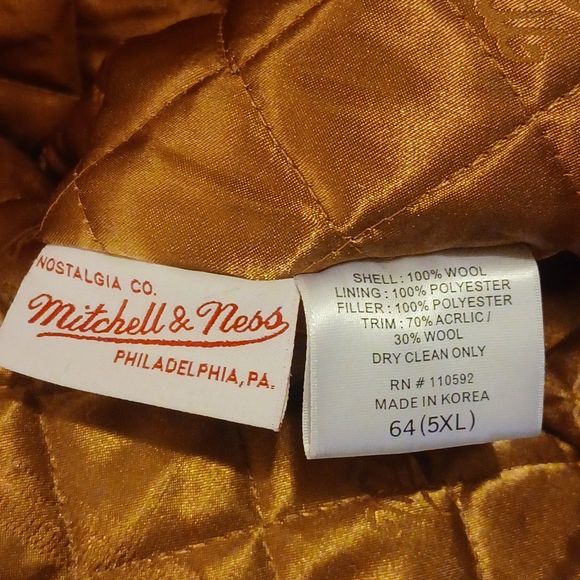 NOSTALGIA CO.
Mitchell & Ness
PHILADELPHIA, PA.
SHELL : 100% WOOL
LINING : 100% POLYESTER
FILLER : 100% POLYESTER
TRIM : 70% ACRLIC /
30% WOOL
DRY CLEAN ONLY
RN # 110592
MADE IN KOREA
64 (5XL)